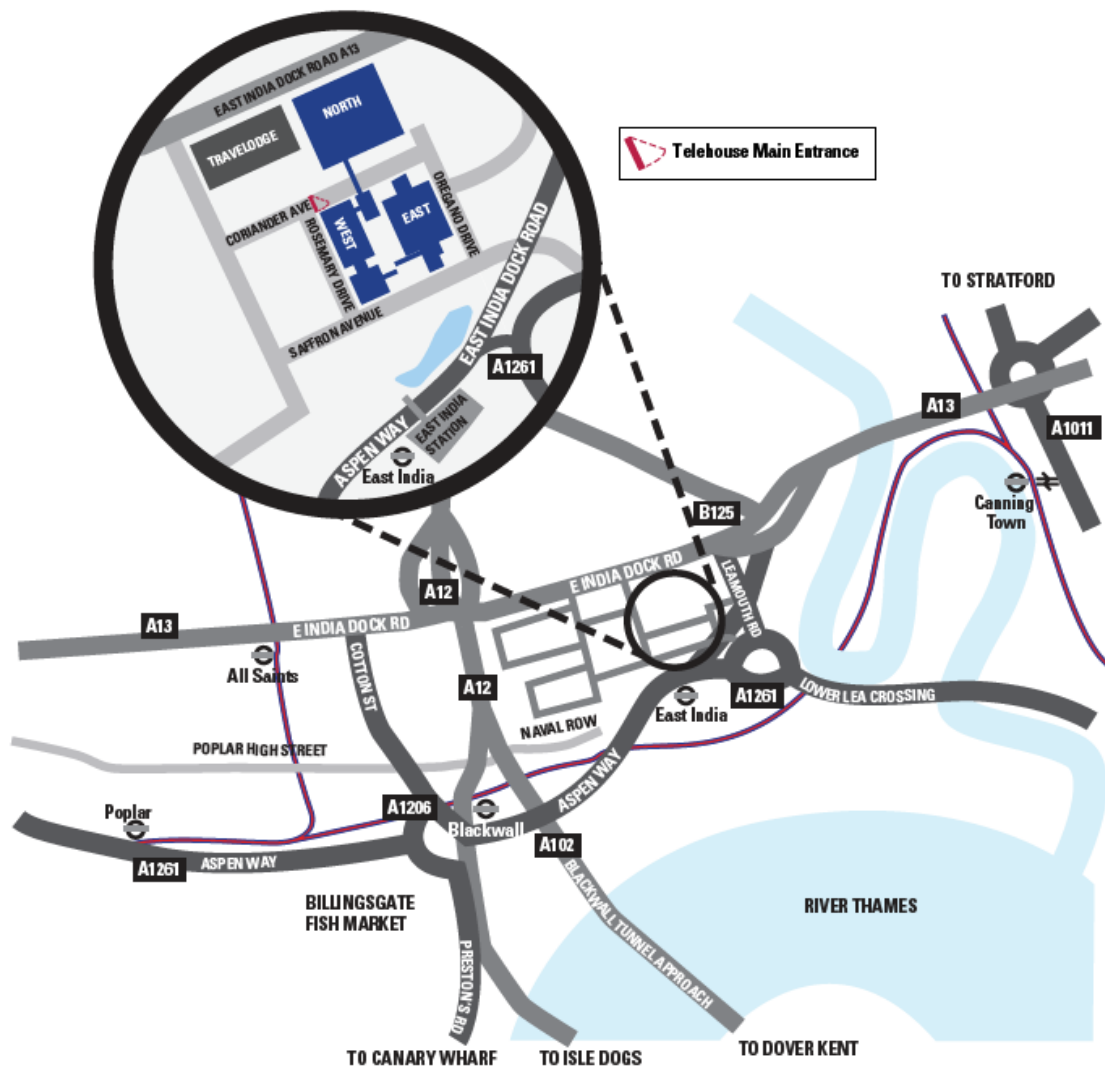 EAST INDIA DOCK ROAD A13
NORTH
TRAVELODGE
Telehouse Main Entrance
CORIANDER AVE
ROSEMARY DRIVE
WEST
EAST
OREGANO DRIVE
SAFFRON AVENUE
EAST INDIA DOCK ROAD
A1261
ASPEN WAY
EAST INDIA
STATION
East India
TO STRATFORD
A13
A1011
Canning
Town
B125
A12
E INDIA DOCK RD
LEAMOUTH RD
A13
E INDIA DOCK RD
All Saints
COTTON ST
A12
East India
A1261
LOWER LEA CROSSING
NAVAL ROW
POPLAR HIGH STREET
ASPEN WAY
Poplar
A1206
Blackwall
A102
A1261
ASPEN WAY
BILLINGSGATE
FISH MARKET
BLACKWALL TUNNEL APPROACH
RIVER THAMES
PRESTON'S RD
TO CANARY WHARF
TO ISLE DOGS
TO DOVER KENT